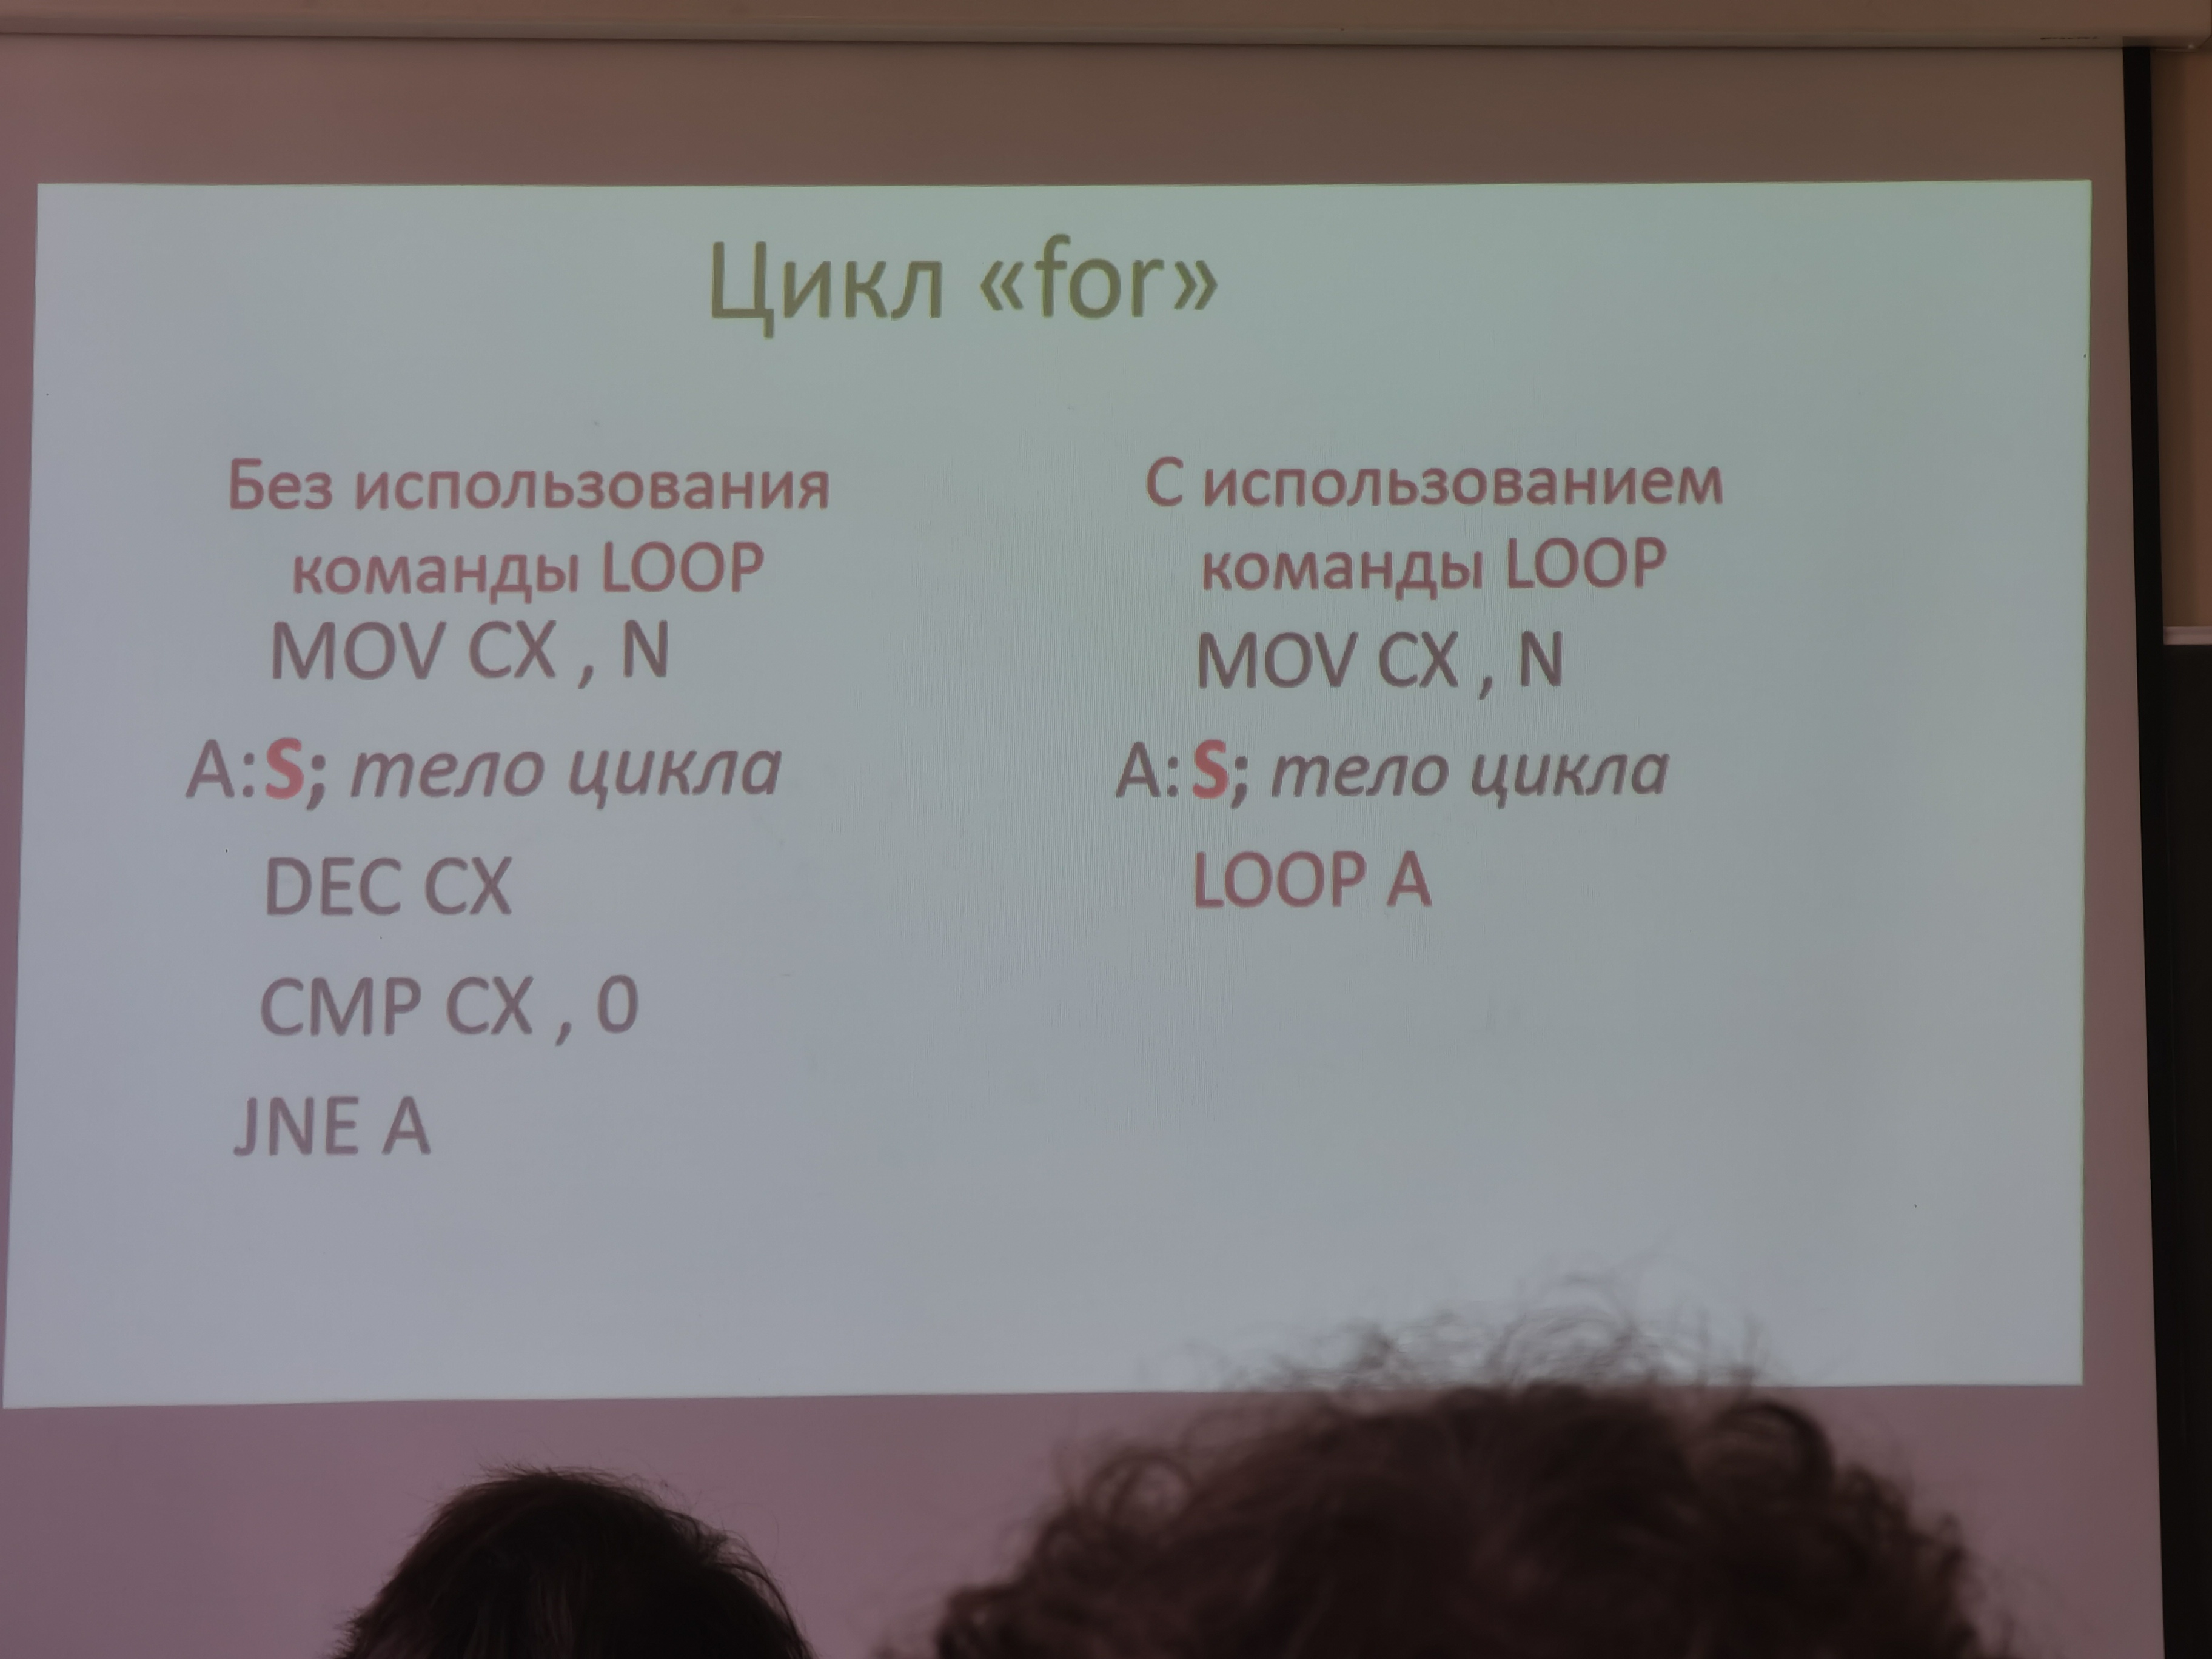 Цикл «for»
Без использования
команды LOOP
MOV CX , N
A:S; тело цикла
DEC CX
CMP CX , 0
JNE A
С использованием
команды LOOP
MOV CX , N
A:S; тело цикла
LOOP A